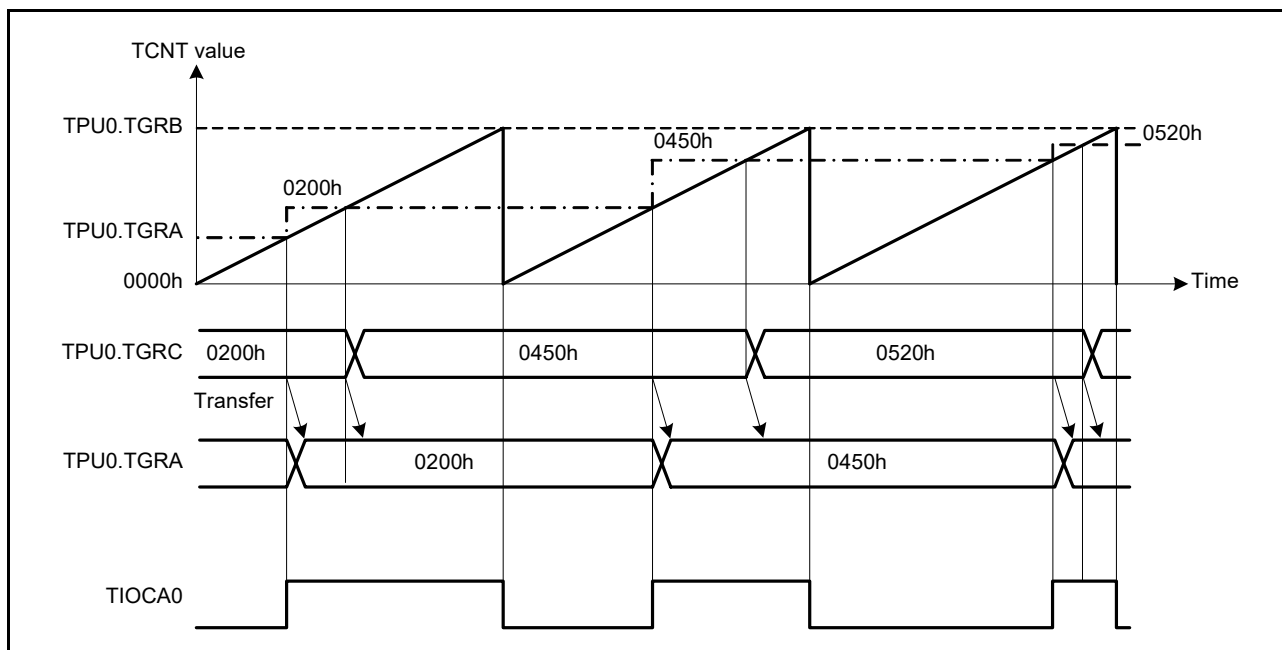 TCNT value
TPU0.TGRB
0520h
0450h
0200h
TPU0.TGRA
0000h
Time
TPU0.TGRC
0200h
0450h
0520h
Transfer
TPU0.TGRA
0200h
0450h
TIOCA0